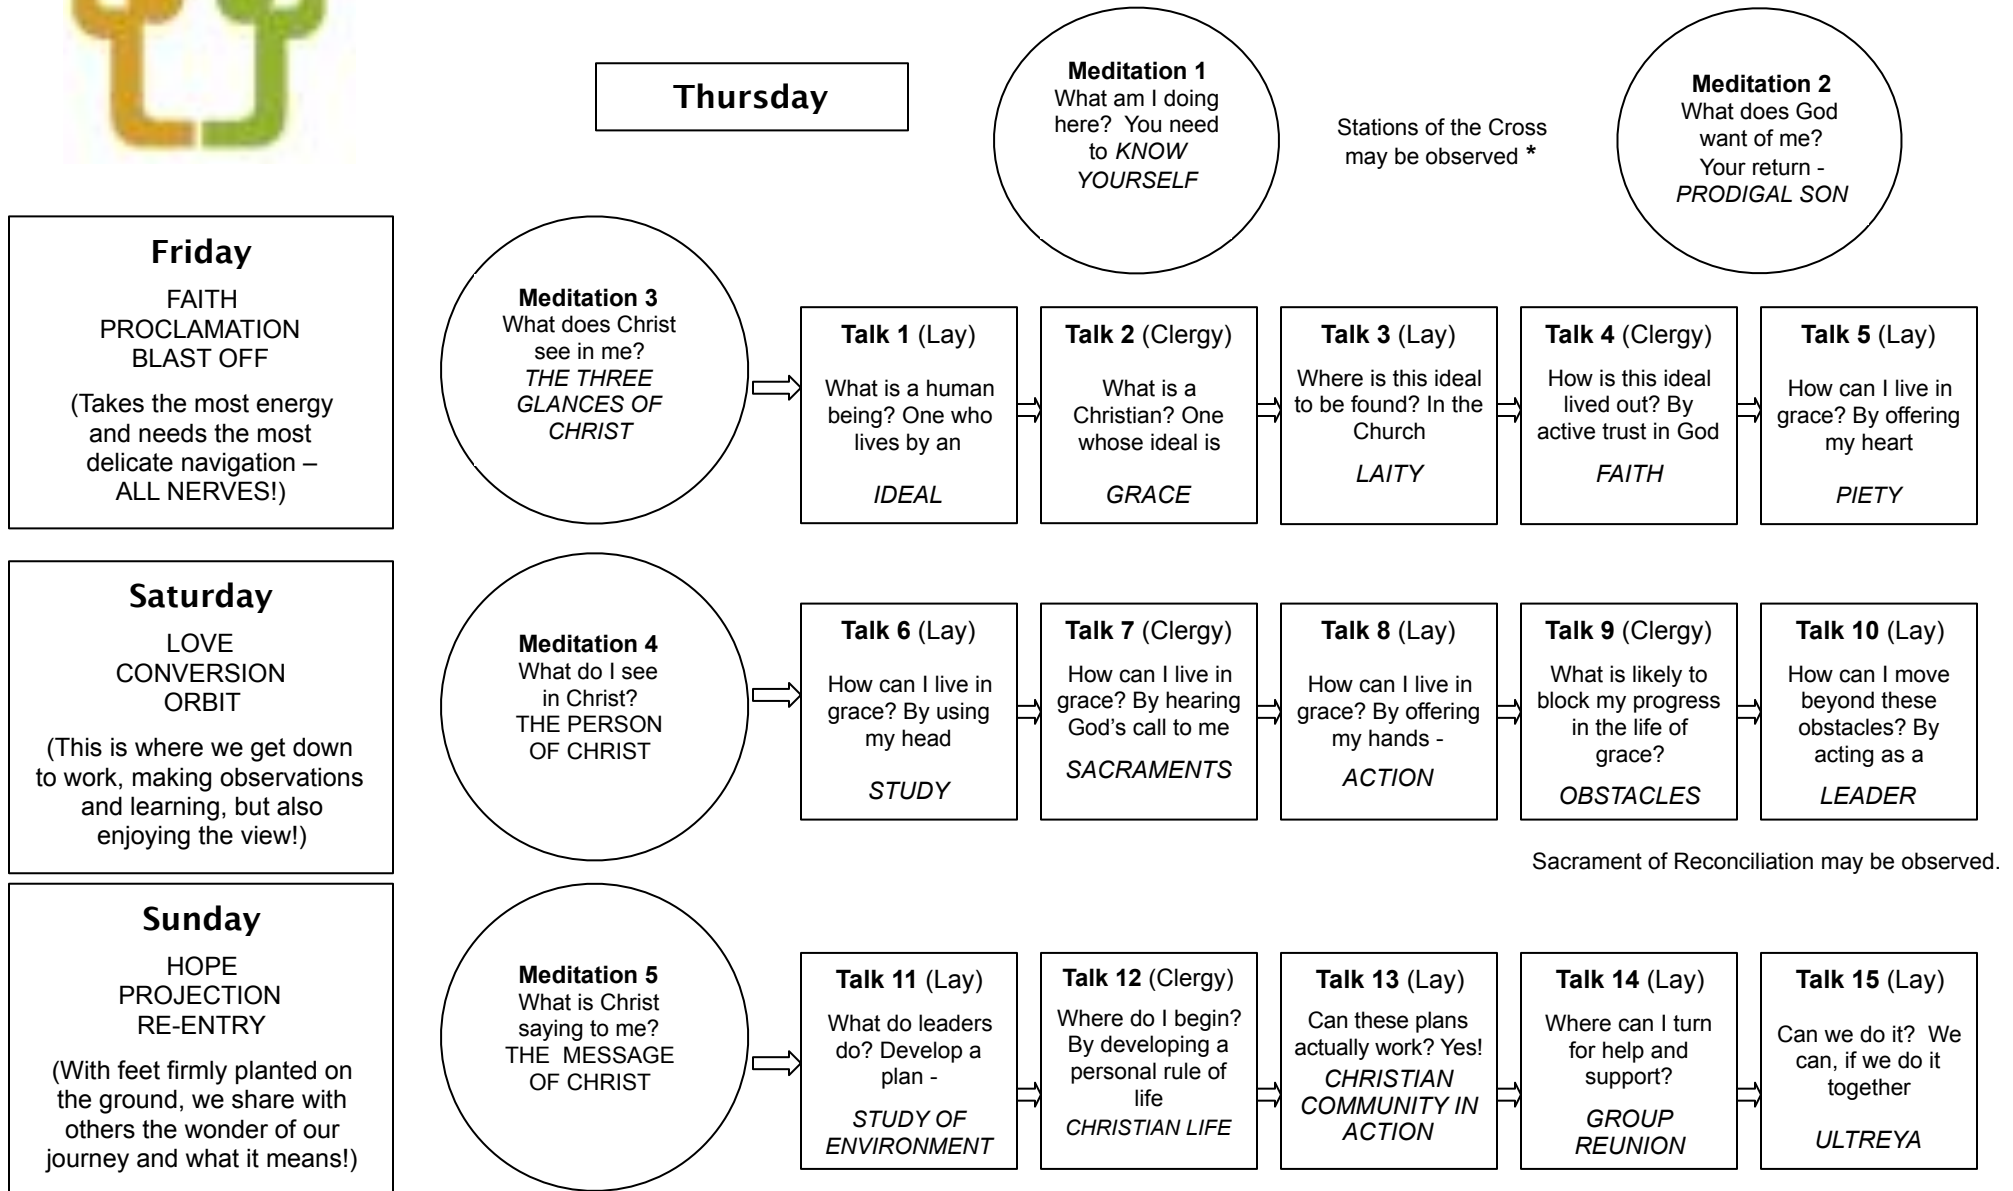 Thursday
Meditation 1
What am I doing
here?  You need
to KNOW
YOURSELF
Stations of the Cross
may be observed *
Meditation 2
What does God
want of me?
Your return -
PRODIGAL SON
Friday
FAITH
PROCLAMATION
BLAST OFF
(Takes the most energy
and needs the most
delicate navigation –
ALL NERVES!)
Meditation 3
What does Christ
see in me?
THE THREE
GLANCES OF
CHRIST
Talk 1 (Lay)
What is a human
being? One who
lives by an
IDEAL
Talk 2 (Clergy)
What is a
Christian? One
whose ideal is
GRACE
Talk 3 (Lay)
Where is this ideal
to be found? In the
Church
LAITY
Talk 4 (Clergy)
How is this ideal
lived out? By
active trust in God
FAITH
Talk 5 (Lay)
How can I live in
grace? By offering
my heart
PIETY
Saturday
LOVE
CONVERSION
ORBIT
(This is where we get down
to work, making observations
and learning, but also
enjoying the view!)
Meditation 4
What do I see
in Christ?
THE PERSON
OF CHRIST
Talk 6 (Lay)
How can I live in
grace? By using
my head
STUDY
Talk 7 (Clergy)
How can I live in
grace? By hearing
God’s call to me
SACRAMENTS
Talk 8 (Lay)
How can I live in
grace? By offering
my hands -
ACTION
Talk 9 (Clergy)
What is likely to
block my progress
in the life of
grace?
OBSTACLES
Talk 10 (Lay)
How can I move
beyond these
obstacles? By
acting as a
LEADER
Sacrament of Reconciliation may be observed.
Sunday
HOPE
PROJECTION
RE-ENTRY
(With feet firmly planted on
the ground, we share with
others the wonder of our
journey and what it means!)
Meditation 5
What is Christ
saying to me?
THE  MESSAGE
OF CHRIST
Talk 11 (Lay)
What do leaders
do? Develop a
plan -
STUDY OF
ENVIRONMENT
Talk 12 (Clergy)
Where do I begin?
By developing a
personal rule of
life
CHRISTIAN LIFE
Talk 13 (Lay)
Can these plans
actually work? Yes!
CHRISTIAN
COMMUNITY IN
ACTION
Talk 14 (Lay)
Where can I turn
for help and
support?
GROUP
REUNION
Talk 15 (Lay)
Can we do it?  We
can, if we do it
together
ULTREYA